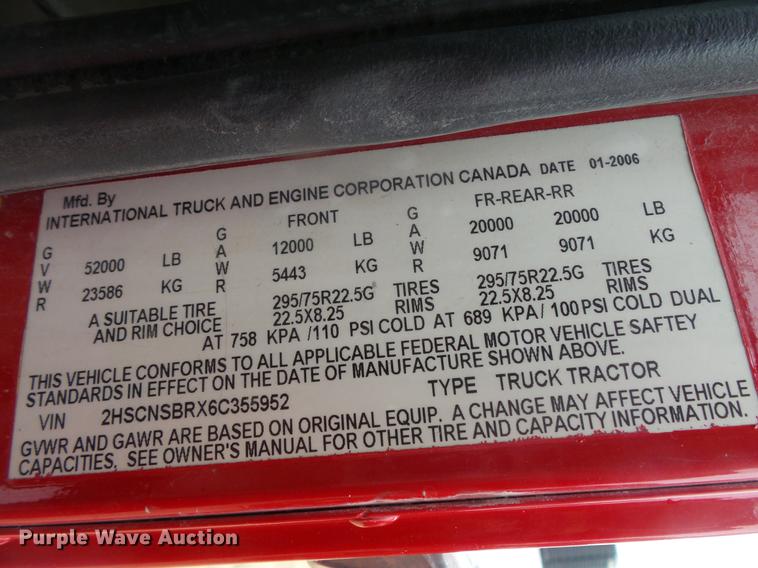 Mfd. By
INTERNATIONAL TRUCK AND ENGINE CORPORATION CANADA DATE 01-2006
G FRONT G FR-REAR-RR
G A A
V 52000 LB 12000 LB 20000 20000 LB
W W W
R 23586 KG R 5443 KG R 9071 9071 KG
A SUITABLE TIRE 295/75R22.5G TIRES 295/75R22.5G TIRES
AND RIM CHOICE 22.5X8.25 RIMS 22.5X8.25 RIMS
AT 758 KPA /110 PSI COLD AT 689 KPA/ 100 PSI COLD DUAL
THIS VEHICLE CONFORMS TO ALL APPLICABLE FEDERAL MOTOR VEHICLE SAFTEY
STANDARDS IN EFFECT ON THE DATE OF MANUFACTURE SHOWN ABOVE.
VIN 2HSCNSBRX6C355952 TYPE TRUCK TRACTOR
GVWR AND GAWR ARE BASED ON ORIGINAL EQUIP. A CHANGE MAY AFFECT VEHICLE
CAPACITIES, SEE OWNER'S MANUAL FOR OTHER TIRE AND CAPACITY INFORMATION.
Purple Wave Auction